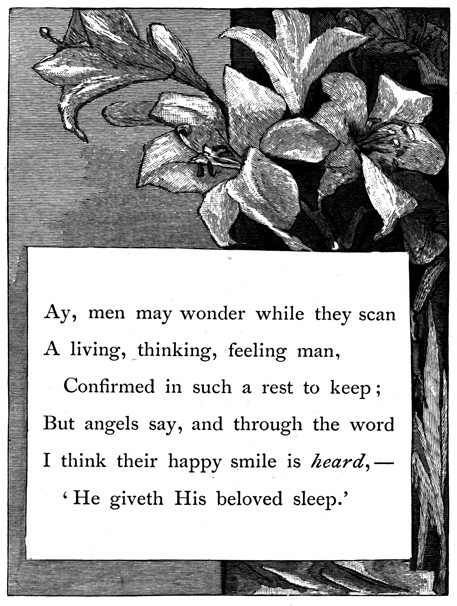 Ay, men may wonder while they scan
A living, thinking, feeling man,
Confirmed in such a rest to keep;
But angels say, and through the word
I think their happy smile is heard,—
‘He giveth His beloved sleep.’